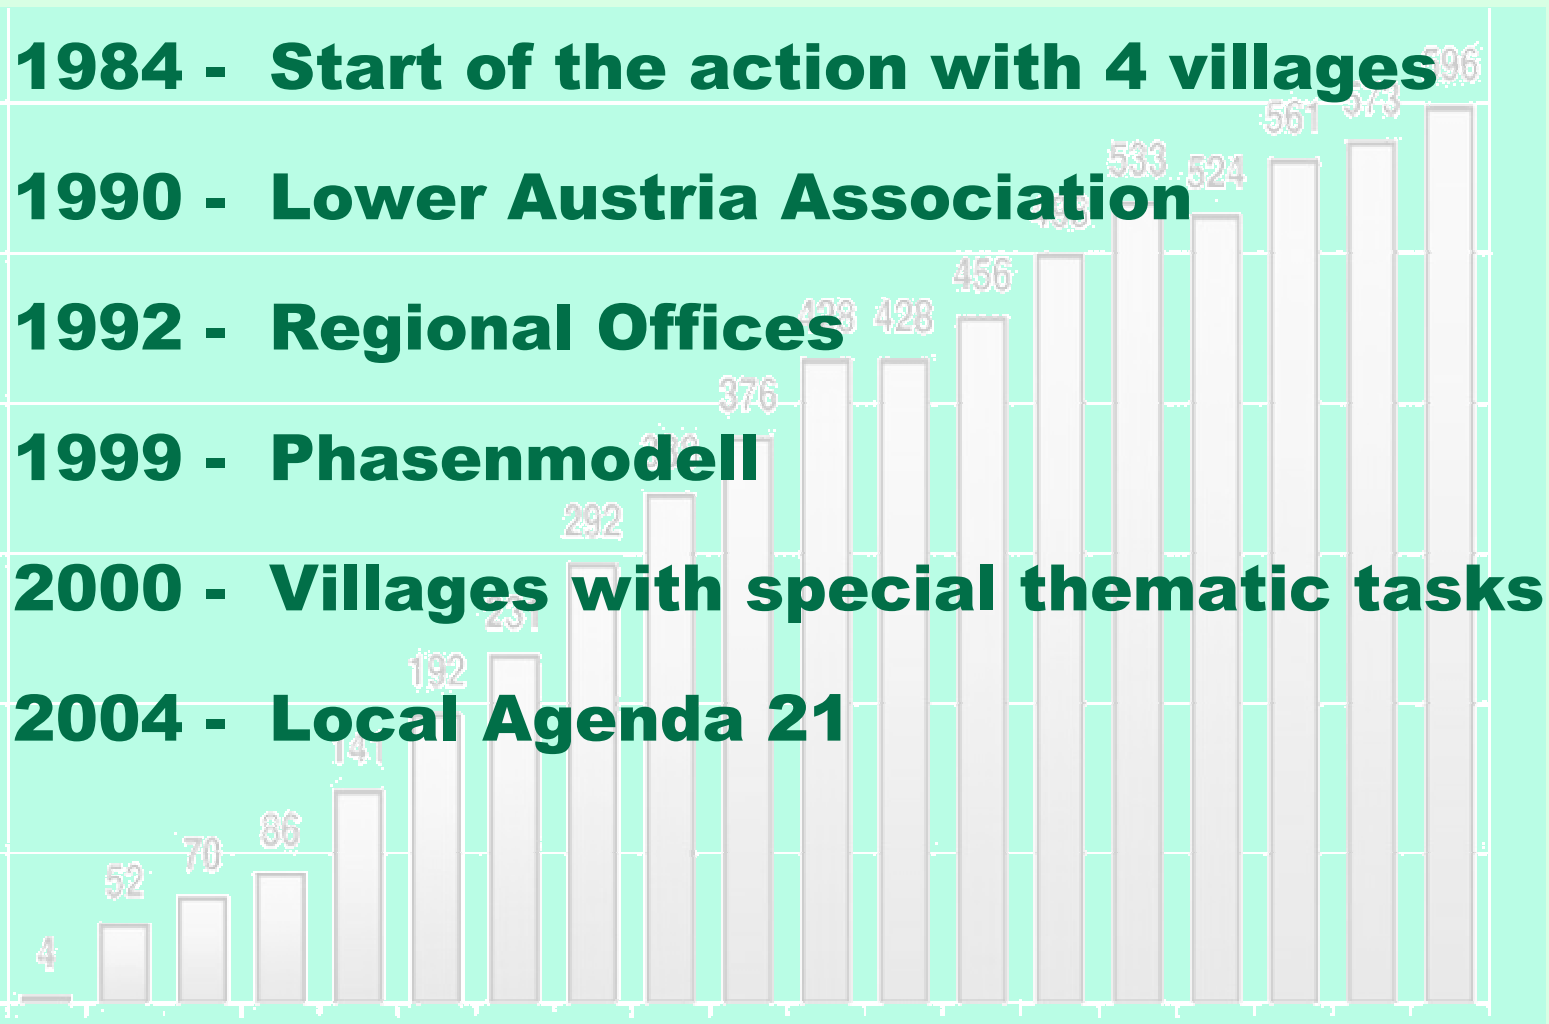 1984 - Start of the action with 4 villages
1990 - Lower Austria Association
1992 - Regional Offices
1999 - Phasenmodell
2000 - Villages with special thematic tasks
2004 - Local Agenda 21
4
52
70
86
141
192
231
292
376
428
428
456
533
524
561
573
596